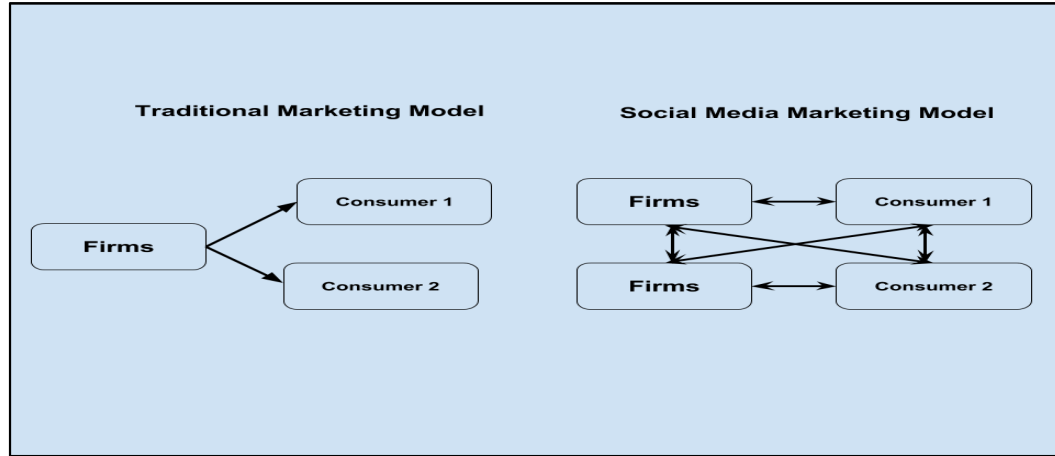 Traditional Marketing Model
Firms
Consumer 1
Consumer 2
Social Media Marketing Model
Firms
Consumer 1
Firms
Consumer 2